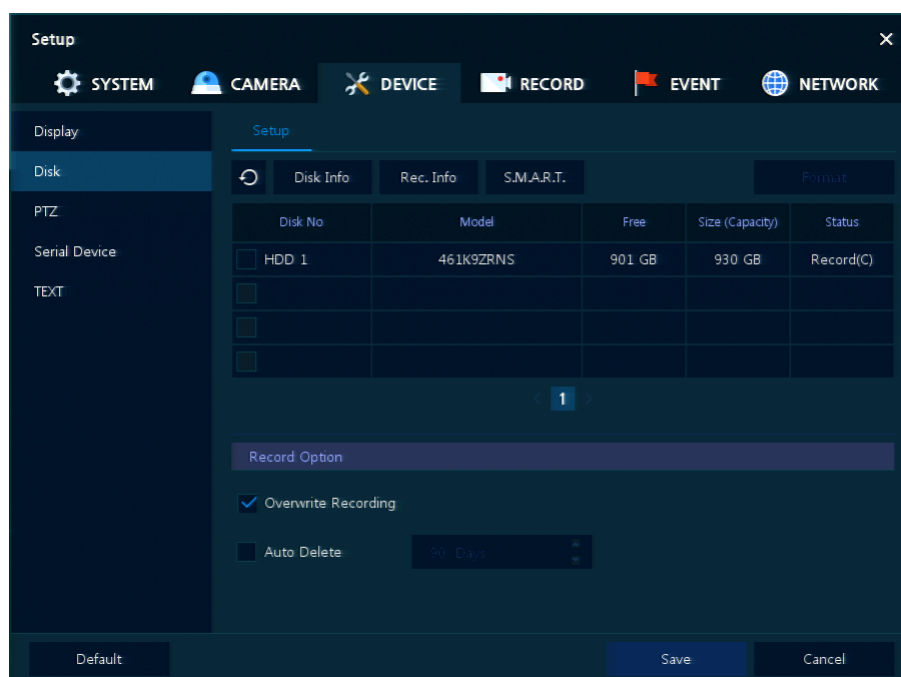 Setup
SYSTEM CAMERA DEVICE RECORD EVENT NETWORK
Display
Disk
PTZ
Serial Device
TEXT
Setup
Disk Info Rec. Info S.M.A.R.T. Format
Disk No Model Free Size (Capacity) Status
HDD 1 461K9ZRNS 901 GB 930 GB Record(C)
1
Record Option
Overwrite Recording
Auto Delete 90 Days
Default Save Cancel